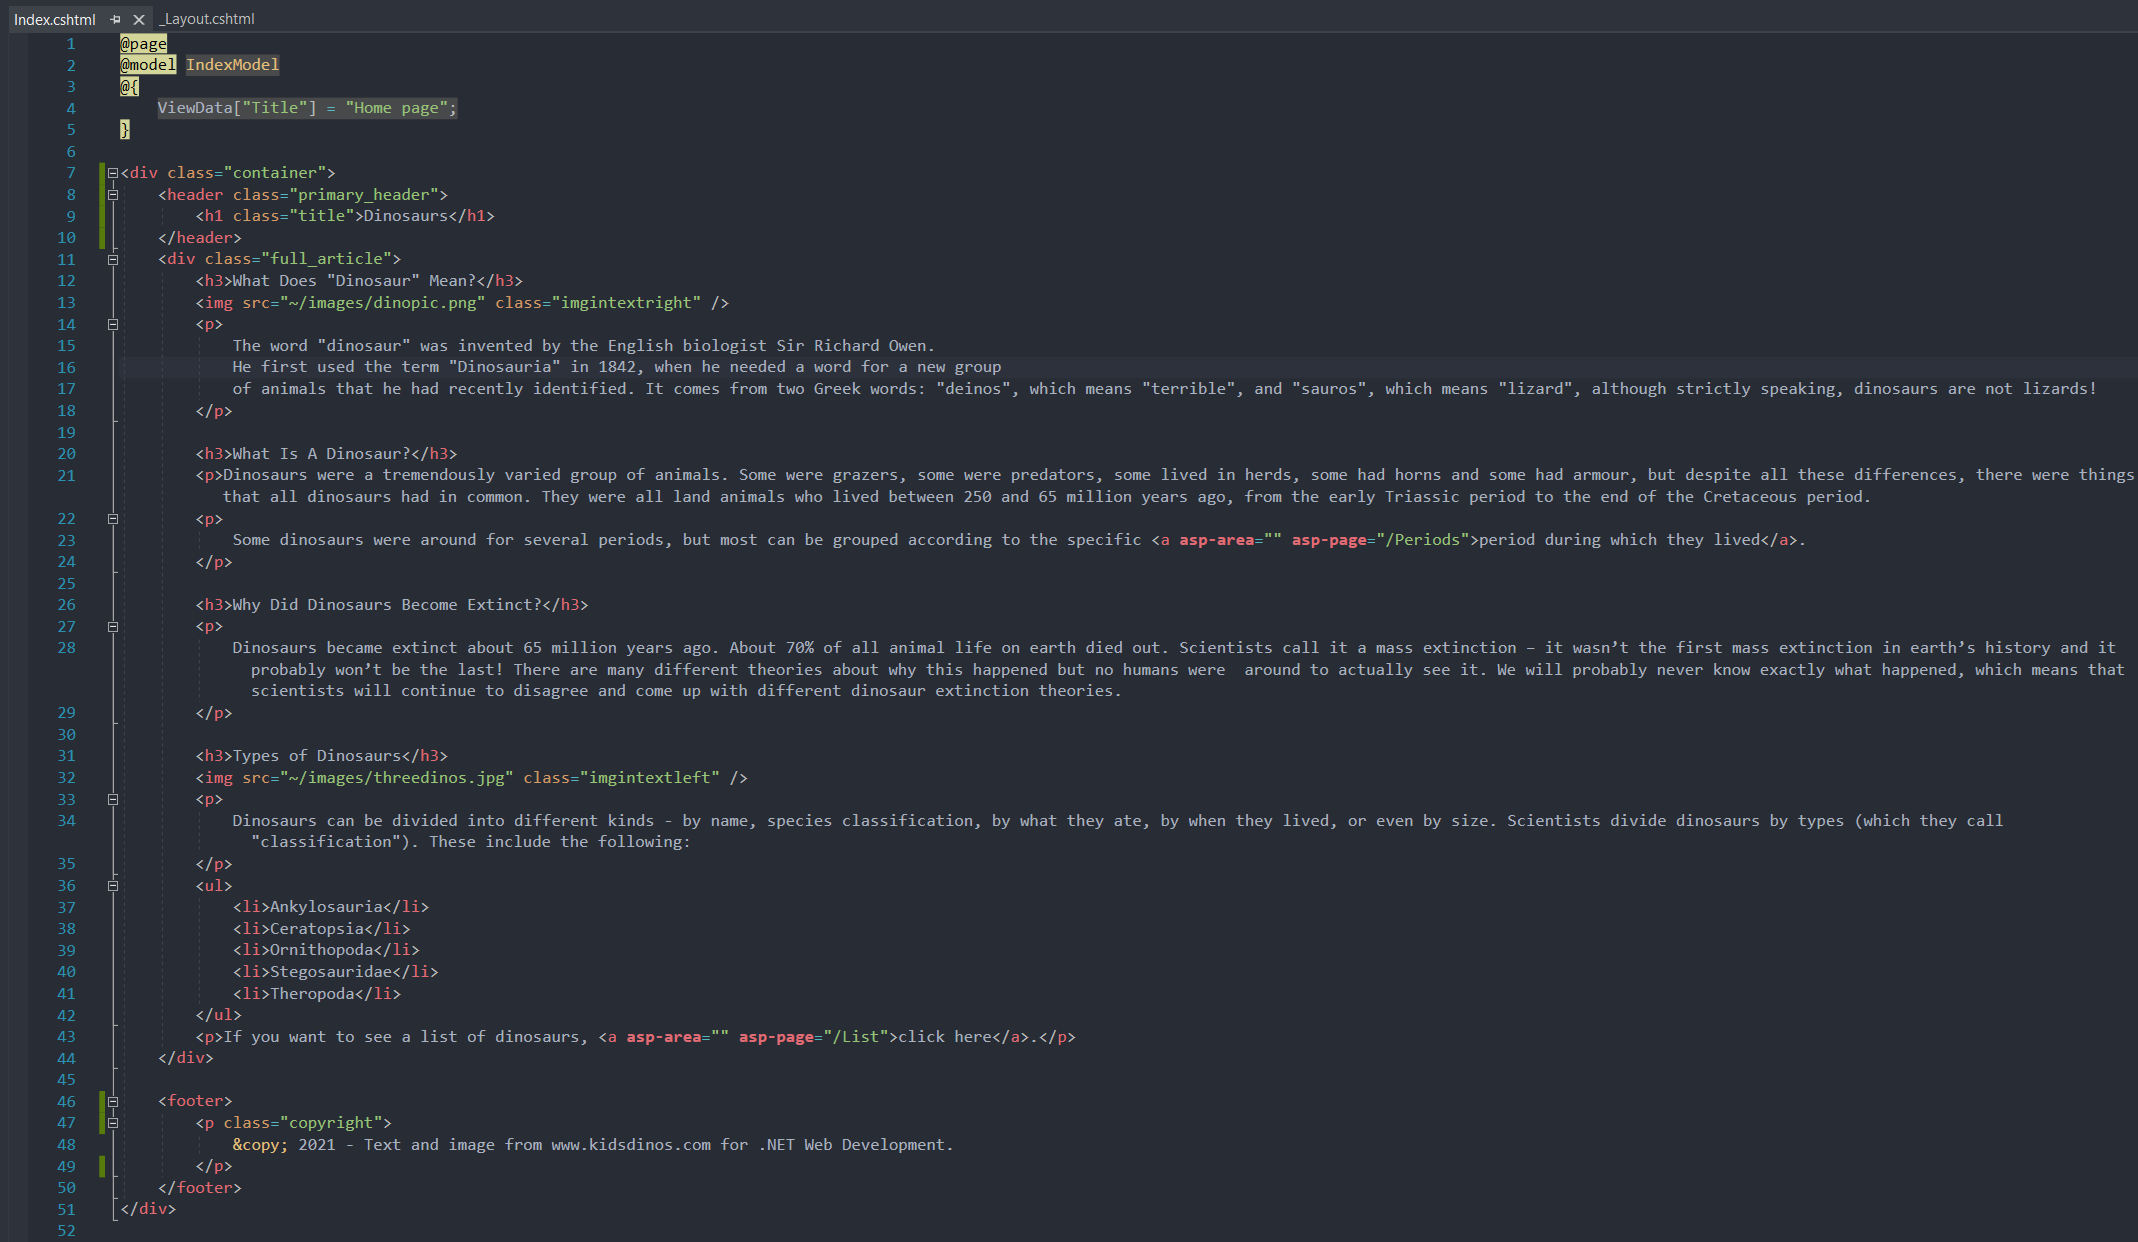 Index.cshtml _Layout.cshtml
1 @page
2 @model IndexModel
3 @{
4 ViewData["Title"] = "Home page";
5 }
6
7 <div class="container">
8 <header class="primary_header">
9 <h1 class="title">Dinosaurs</h1>
10 </header>
11 <div class="full_article">
12 <h3>What Does "Dinosaur" Mean?</h3>
13 <img src="~/images/dinopic.png" class="imgintextright" />
14 <p>
15 The word "dinosaur" was invented by the English biologist Sir Richard Owen.
16 He first used the term "Dinosauria" in 1842, when he needed a word for a new group
17 of animals that he had recently identified. It comes from two Greek words: "deinos", which means "terrible", and "sauros", which means "lizard", although strictly speaking, dinosaurs are not lizards!
18 </p>
19
20 <h3>What Is A Dinosaur?</h3>
21 <p>Dinosaurs were a tremendously varied group of animals. Some were grazers, some were predators, some lived in herds, some had horns and some had armour, but despite all these differences, there were things
that all dinosaurs had in common. They were all land animals who lived between 250 and 65 million years ago, from the early Triassic period to the end of the Cretaceous period.
22 <p>
23 Some dinosaurs were around for several periods, but most can be grouped according to the specific <a asp-area="" asp-page="/Periods">period during which they lived</a>.
24 </p>
25
26 <h3>Why Did Dinosaurs Become Extinct?</h3>
27 <p>
28 Dinosaurs became extinct about 65 million years ago. About 70% of all animal life on earth died out. Scientists call it a mass extinction – it wasn’t the first mass extinction in earth’s history and it
probably won’t be the last! There are many different theories about why this happened but no humans were  around to actually see it. We will probably never know exactly what happened, which means that
scientists will continue to disagree and come up with different dinosaur extinction theories.
29 </p>
30
31 <h3>Types of Dinosaurs</h3>
32 <img src="~/images/threedinos.jpg" class="imgintextleft" />
33 <p>
34 Dinosaurs can be divided into different kinds - by name, species classification, by what they ate, by when they lived, or even by size. Scientists divide dinosaurs by types (which they call
"classification"). These include the following:
35 </p>
36 <ul>
37 <li>Ankylosauria</li>
38 <li>Ceratopsia</li>
39 <li>Ornithopoda</li>
40 <li>Stegosauridae</li>
41 <li>Theropoda</li>
42 </ul>
43 <p>If you want to see a list of dinosaurs, <a asp-area="" asp-page="/List">click here</a>.</p>
44 </div>
45
46 <footer>
47 <p class="copyright">
48 &copy; 2021 - Text and image from www.kidsdinos.com for .NET Web Development.
49 </p>
50 </footer>
51 </div>
52